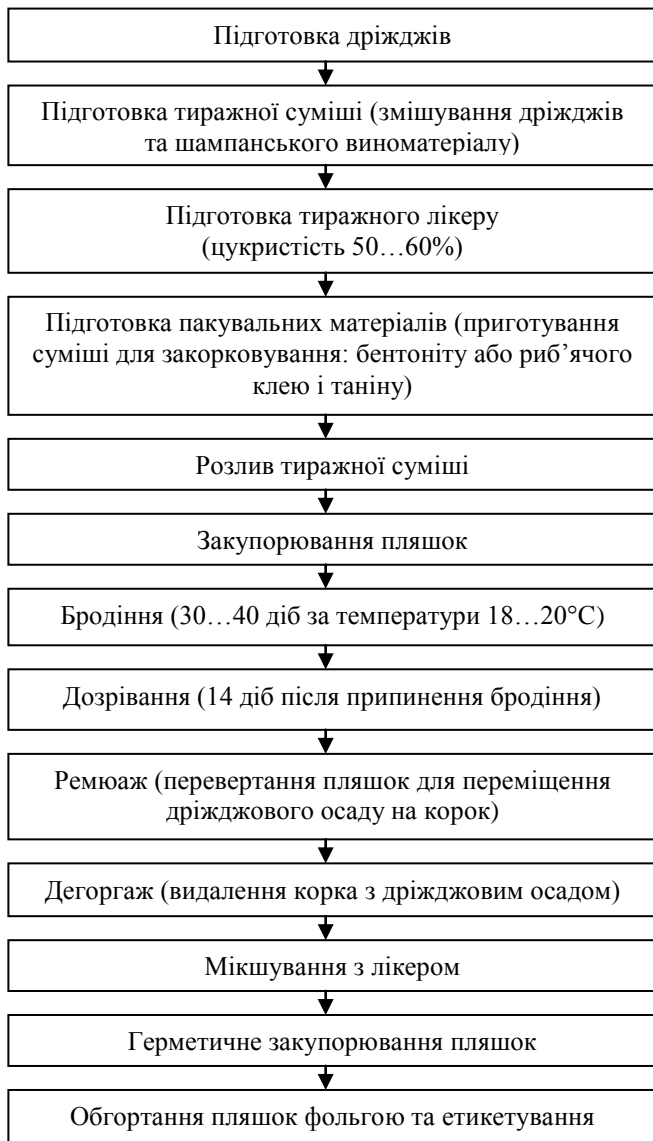 Підготовка дріжджів
Підготовка тиражної суміші (змішування дріжджів
та шампанського виноматеріалу)
Підготовка тиражного лікеру
(цукристість 50…60%)
Підготовка пакувальних матеріалів (приготування
суміші для закорковування: бентоніту або риб’ячого
клею і таніну)
Розлив тиражної суміші
Закупорювання пляшок
Бродіння (30…40 діб за температури 18…20°С)
Дозрівання (14 діб після припинення бродіння)
Ремюаж (перевертання пляшок для переміщення
дріжджового осаду на корок)
Дегоргаж (видалення корка з дріжджовим осадом)
Мікшування з лікером
Герметичне закупорювання пляшок
Обгортання пляшок фольгою та етикетування